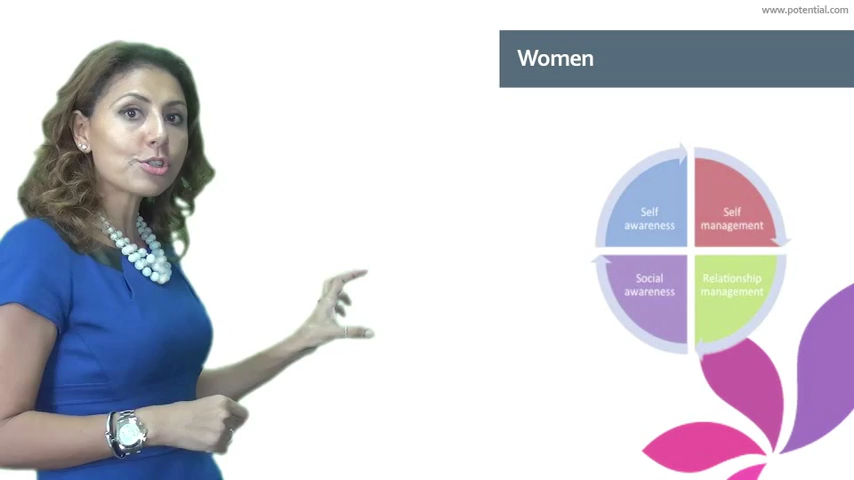 www.potential.com
Women
Self
awareness
Self
management
Social
awareness
Relationship
management